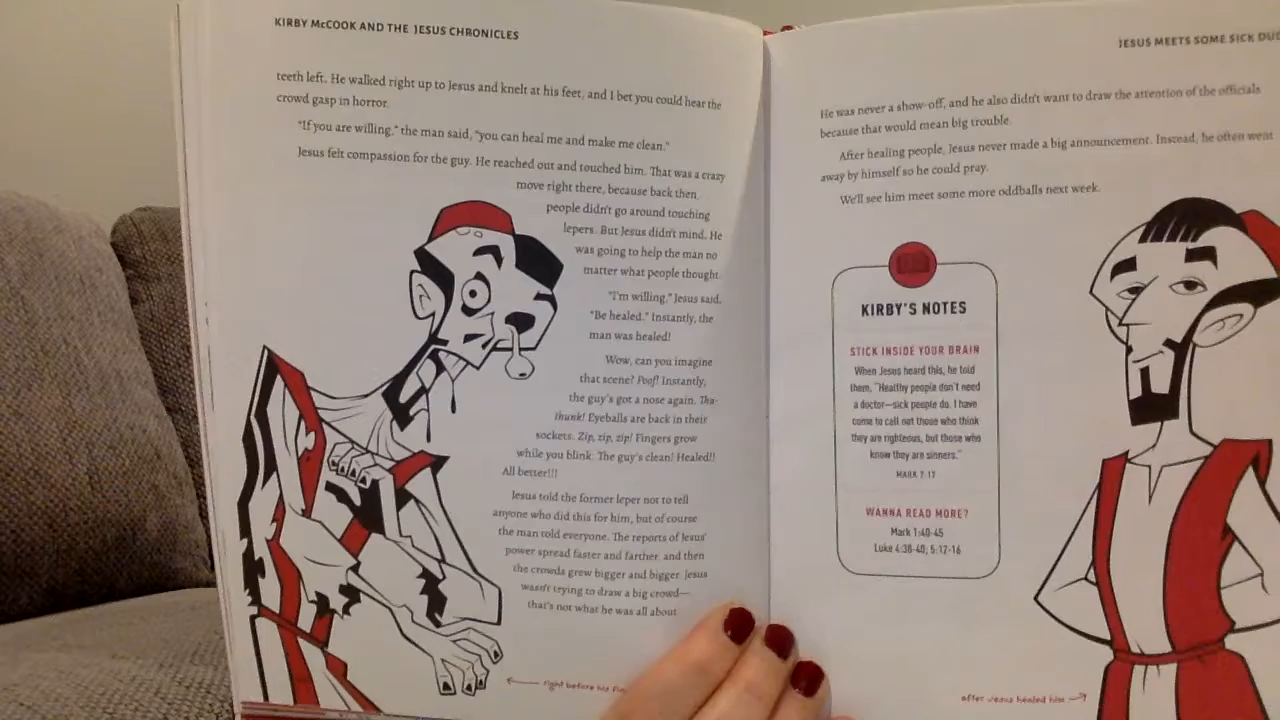 KIRBY McCOOK AND THE JESUS CHRONICLES
teeth left. He walked right up to Jesus and knelt at his feet, and I bet you could hear the
crowd gasp in horror.
"If you are willing," the man said, "you can heal me and make me clean."
Jesus felt compassion for the guy. He reached out and touched him. That was a crazy
move right there, because back then,
people didn't go around touching
lepers. But Jesus didn't mind. He
was going to help the man no
matter what people thought.
"I'm willing," Jesus said.
"Be healed." Instantly, the
man was healed!
Wow, can you imagine
that scene? Poof! Instantly,
the guy's got a nose again. Tha-
thunk! Eyeballs are back in their
sockets. Zip, zip, zip! Fingers grow
while you blink. The guy's clean! Healed!!
All better!!!
Jesus told the former leper not to tell
anyone who did this for him, but of course
the man told everyone. The reports of Jesus'
power spread faster and farther, and then
the crowds grew bigger and bigger. Jesus
wasn't trying to draw a big crowd—
that's not what he was all about.
right before his
JESUS MEETS SOME SICK
He was never a show-off, and he also didn't want to draw the attention of the officials
because that would mean big trouble.
After healing people, Jesus never made a big announcement. Instead, he often went
away by himself so he could pray.
We'll see him meet some more oddballs next week.
KIRBY'S NOTES
STICK INSIDE YOUR BRAIN
When Jesus heard this, he told
them, "Healthy people don't need
a doctor—sick people do. I have
come to call not those who think
they are righteous, but those who
know they are sinners."
MARK 2:17
WANNA READ MORE?
Mark 1:40-45
Luke 4:38-40; 5:12-16
after Jesus healed him